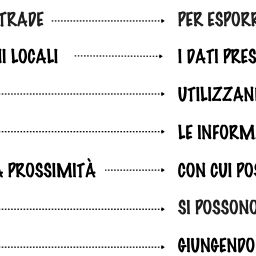 TRADE PER ESPORR
I LOCALI I DATI PRES
UTILIZZAN
LE INFORM
A PROSSIMITÀ CON CUI POS
SI POSSONO
GIUNGENDO